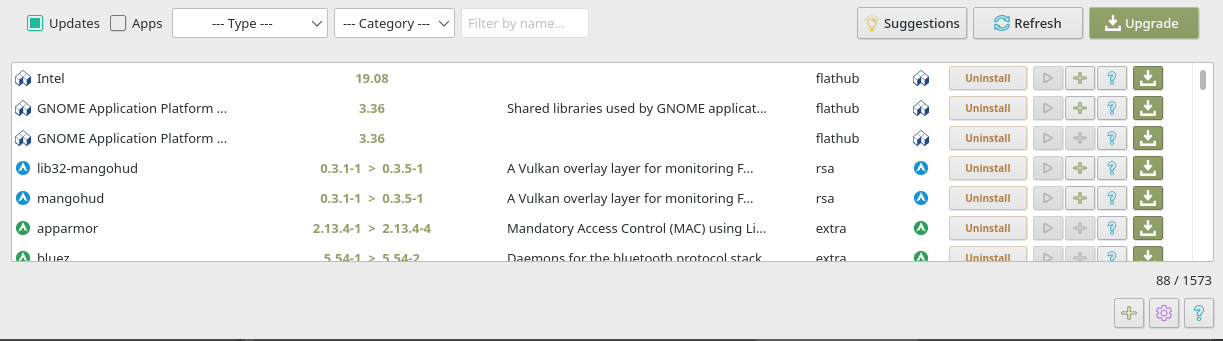 Updates Apps --- Type --- --- Category --- Filter by name... Suggestions Refresh Upgrade
Intel 19.08 flathub Uninstall
GNOME Application Platform ... 3.36 Shared libraries used by GNOME applicat... flathub Uninstall
GNOME Application Platform ... 3.36 flathub Uninstall
lib32-mangohud 0.3.1-1 > 0.3.5-1 A Vulkan overlay layer for monitoring F... rsa Uninstall
mangohud 0.3.1-1 > 0.3.5-1 A Vulkan overlay layer for monitoring F... rsa Uninstall
apparmor 2.13.4-1 > 2.13.4-4 Mandatory Access Control (MAC) using Li... extra Uninstall
bluez 5.54-1 > 5.54-2 Daemons for the bluetooth protocol stack extra Uninstall
88 / 1573